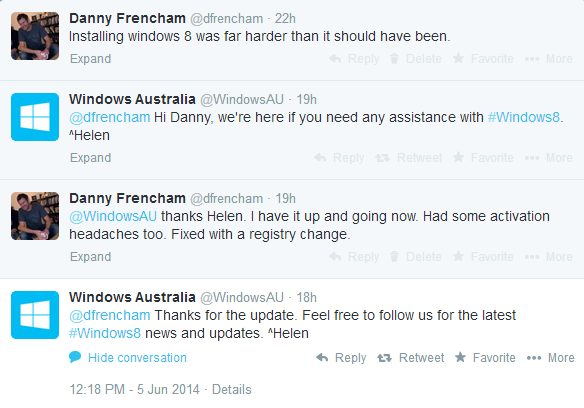 Danny Frencham @dfrencham · 22h
Installing windows 8 was far harder than it should have been.
Expand Reply Delete Favorite More
Windows Australia @WindowsAU · 19h
@dfrencham Hi Danny, we're here if you need any assistance with #Windows8.
^Helen
Expand Reply Retweet Favorite More
Danny Frencham @dfrencham · 19h
@WindowsAU thanks Helen. I have it up and going now. Had some activation
headaches too. Fixed with a registry change.
Expand Reply Delete Favorite More
Windows Australia @WindowsAU · 18h
@dfrencham Thanks for the update. Feel free to follow us for the latest
#Windows8 news and updates. ^Helen
Hide conversation Reply Retweet Favorite More
12:18 PM - 5 Jun 2014 · Details